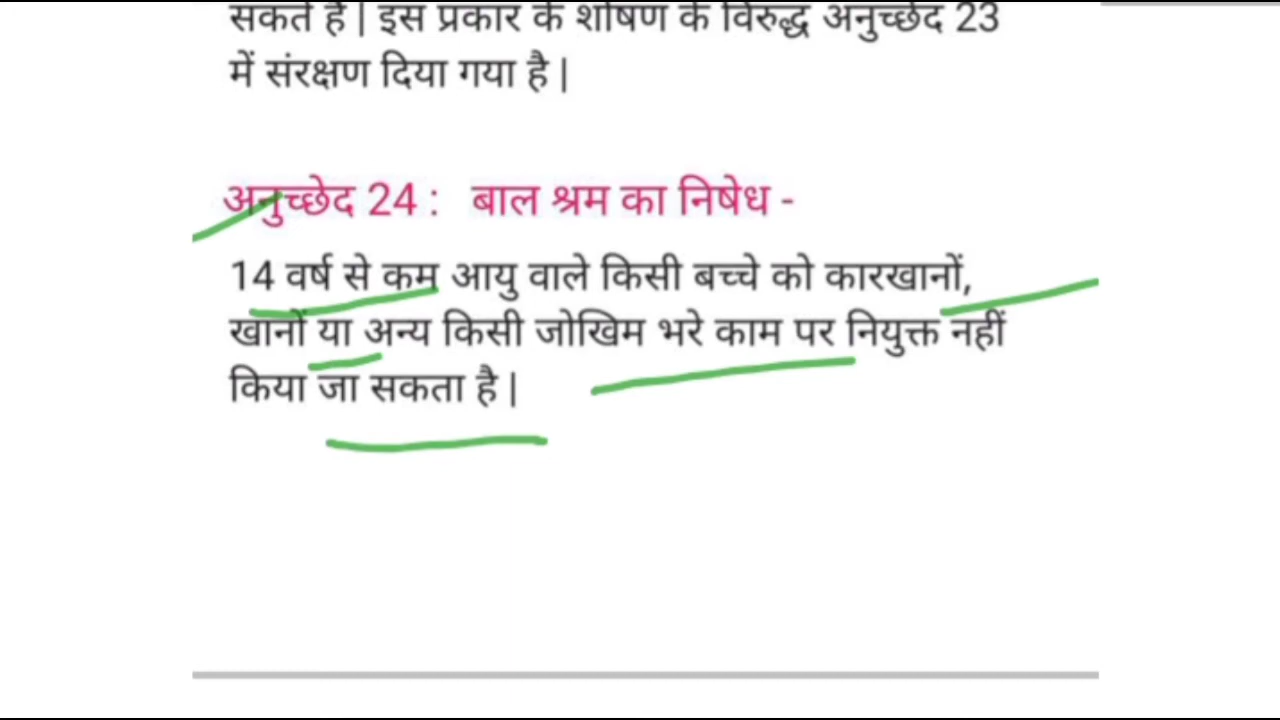 सकते हैं | इस प्रकार के शोषण के विरुद्ध अनुच्छेद 23
में संरक्षण दिया गया है |
अनुच्छेद 24 : बाल श्रम का निषेध -
14 वर्ष से कम आयु वाले किसी बच्चे को कारखानों,
खानों या अन्य किसी जोखिम भरे काम पर नियुक्त नहीं
किया जा सकता है |